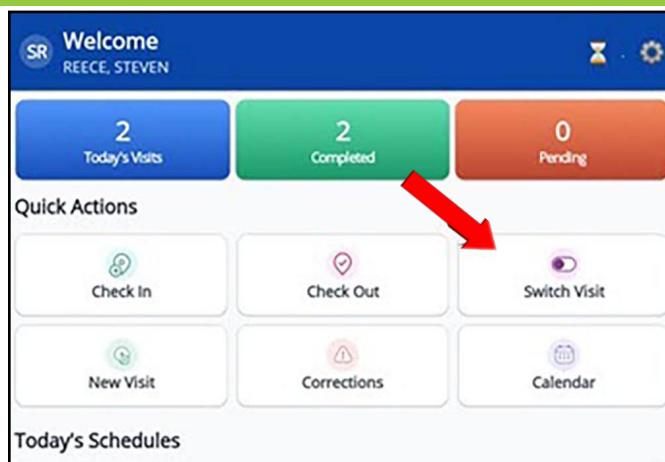 SR
Welcome
REECE, STEVEN
2
Today's Visits
2
Completed
0
Pending
Quick Actions
Check In
Check Out
Switch Visit
New Visit
Corrections
Calendar
Today's Schedules